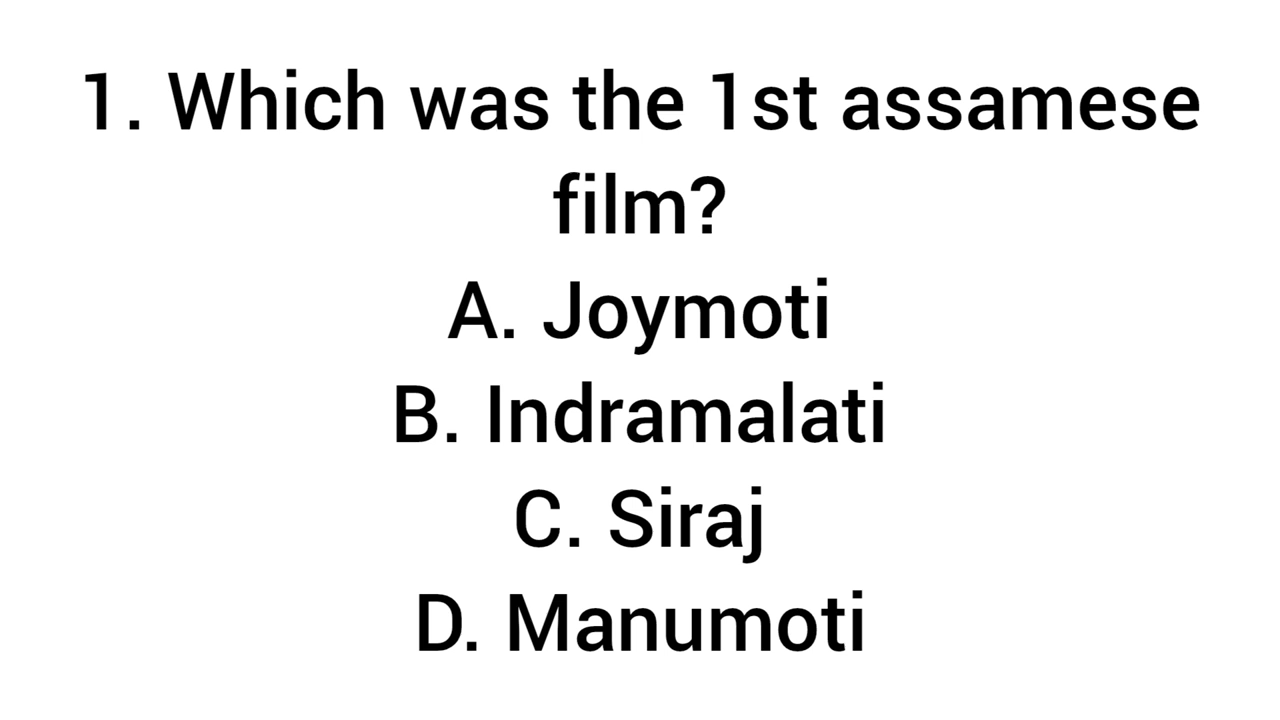 1. Which was the 1st assamese
film?
A. Joymoti
B. Indramalati
C. Siraj
D. Manumoti